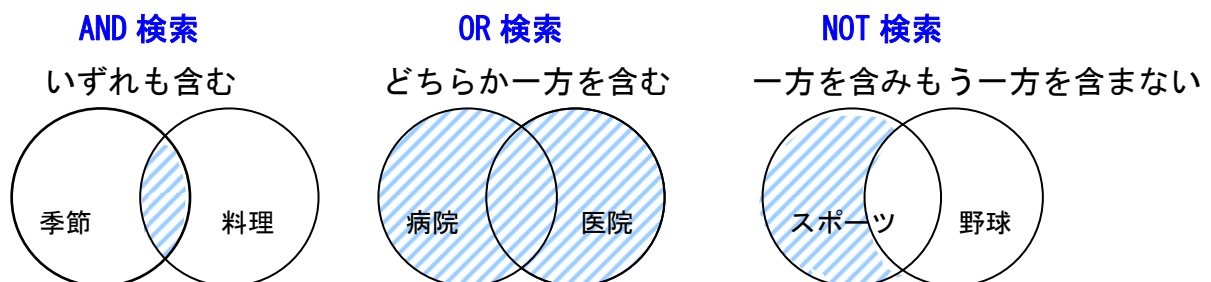 AND 検索
いずれも含む
季節
料理
OR 検索
どちらか一方を含む
病院
医院
NOT 検索
一方を含みもう一方を含まない
スポーツ
野球